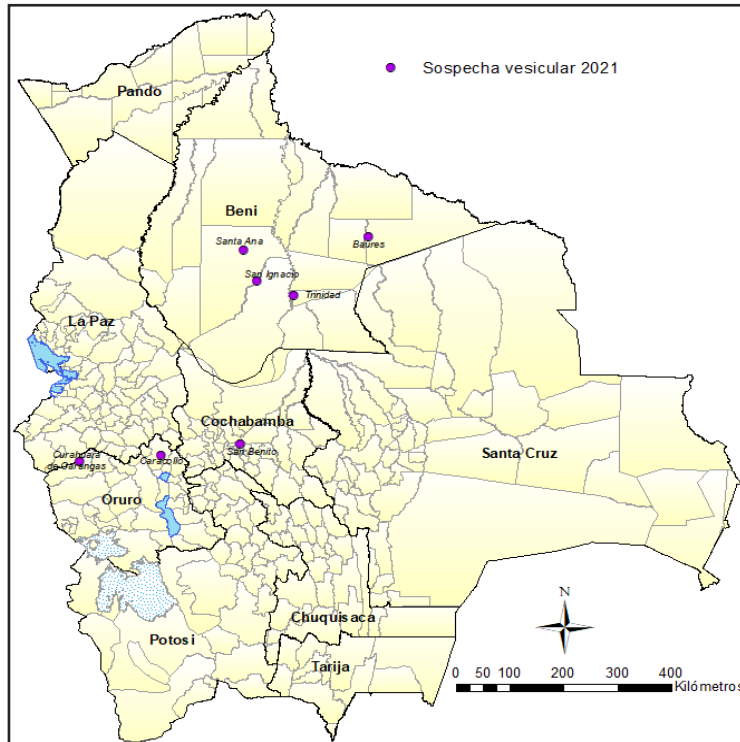 Sospecha vesicular 2021
Pando
Beni
Santa Ana
Baures
San Ignacio
Trinidad
La Paz
Cochabamba
San Benito
Santa Cruz
Curahuara
de Carangas
Caracollo
Oruro
N
Chuquisaca
Potosi
Tarija
0 50 100 200 300 400
Kilómetros